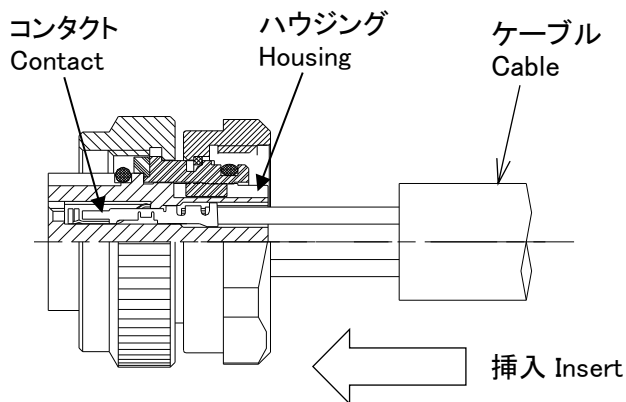 コンタクト
Contact
ハウジング
Housing
ケーブル
Cable
挿入 Insert